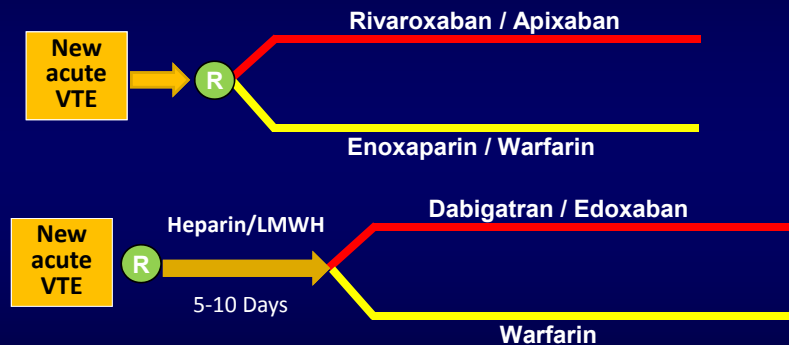 Rivaroxaban / Apixaban
New
acute
VTE
R
Enoxaparin / Warfarin
Dabigatran / Edoxaban
Heparin/LMWH
New
acute
VTE
R
5-10 Days
Warfarin